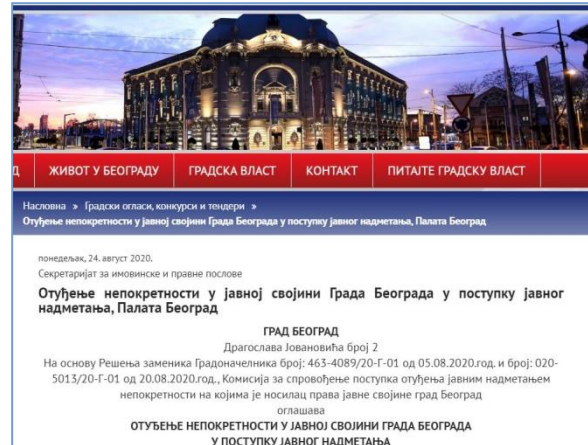 Д ЖИВОТ У БЕОГРАДУ ГРАДСКА ВЛАСТ КОНТАКТ ПИТАЈТЕ ГРАДСКУ ВЛАСТ
Насловна » Градски огласи, конкурси и тендери »
Отуђење непокретности у јавној својини Града Београда у поступку јавног надметања, Палата Београд
понедељак, 24. август 2020.
Секретаријат за имовинске и правне послове
Отуђење непокретности у јавној својини Града Београда у поступку јавног
надметања, Палата Београд
ГРАД БЕОГРАД
Драгослава Јовановића број 2
На основу Решења заменика Градоначелника број: 463-4089/20-Г-01 од 05.08.2020.год. и број: 020-
5013/20-Г-01 од 20.08.2020.год., Комисија за спровођење поступка отуђења јавним надметањем
непокретности на којима је носилац права јавне својине град Београд
оглашава
ОТУЂЕЊЕ НЕПОКРЕТНОСТИ У ЈАВНОЈ СВОЈИНИ ГРАДА БЕОГРАДА
У ПОСТУПКУ ЈАВНОГ НАДМЕТАЊА